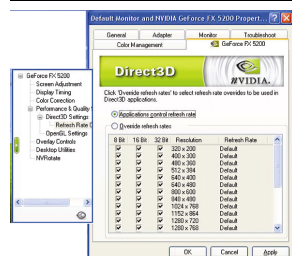 Default Monitor and NVIDIA GeForce FX 5200 Propert...
General
Adapter
Monitor
Troubleshoot
Color Management
GeForce FX 5200
GeForce FX 5200
Screen Adjustment
Display Timing
Color Correction
Performance & Quality
Direct3D Settings
Refresh Rate
OpenGL Settings
Overlay Controls
Desktop Utilities
NVRotate
Direct3D
NVIDIA.
Click 'Override refresh rates' to select refresh rate overrides to be used in
Direct3D applications.
Applications control refresh rate
Override refresh rates
8 Bit 16 Bit 32 Bit Resolution Refresh Rate
320 x 200 Default
400 x 300 Default
480 x 360 Default
512 x 384 Default
640 x 400 Default
640 x 480 Default
800 x 600 Default
848 x 480 Default
1024 x 768 Default
1152 x 864 Default
1280 x 720 Default
1280 x 768 Default
OK
Cancel
Apply